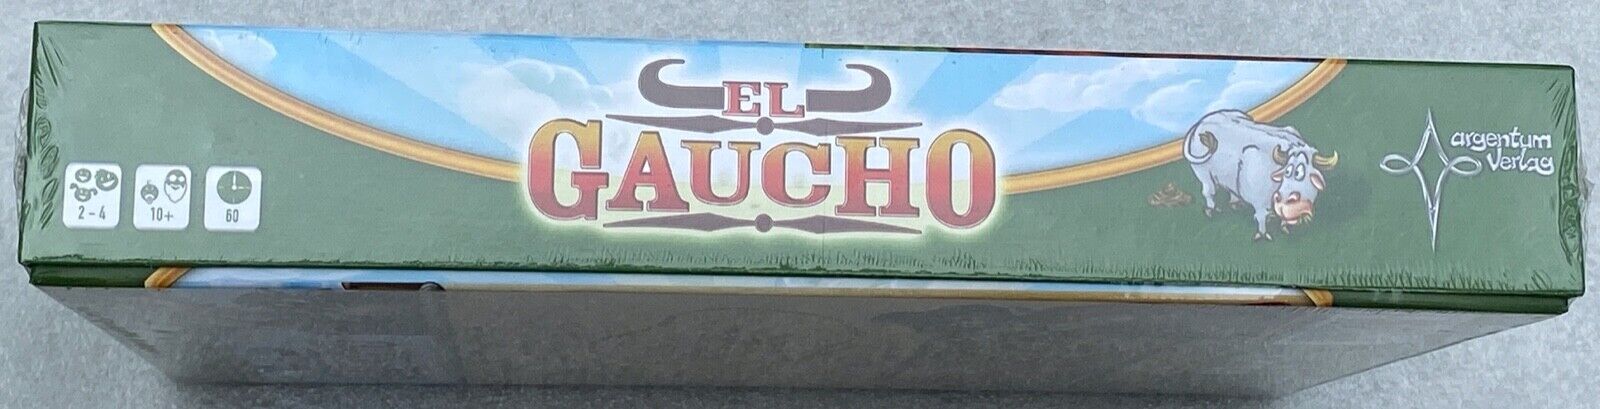 EL
GAUCHO
2 - 4
10+
60
argentum
Verlag